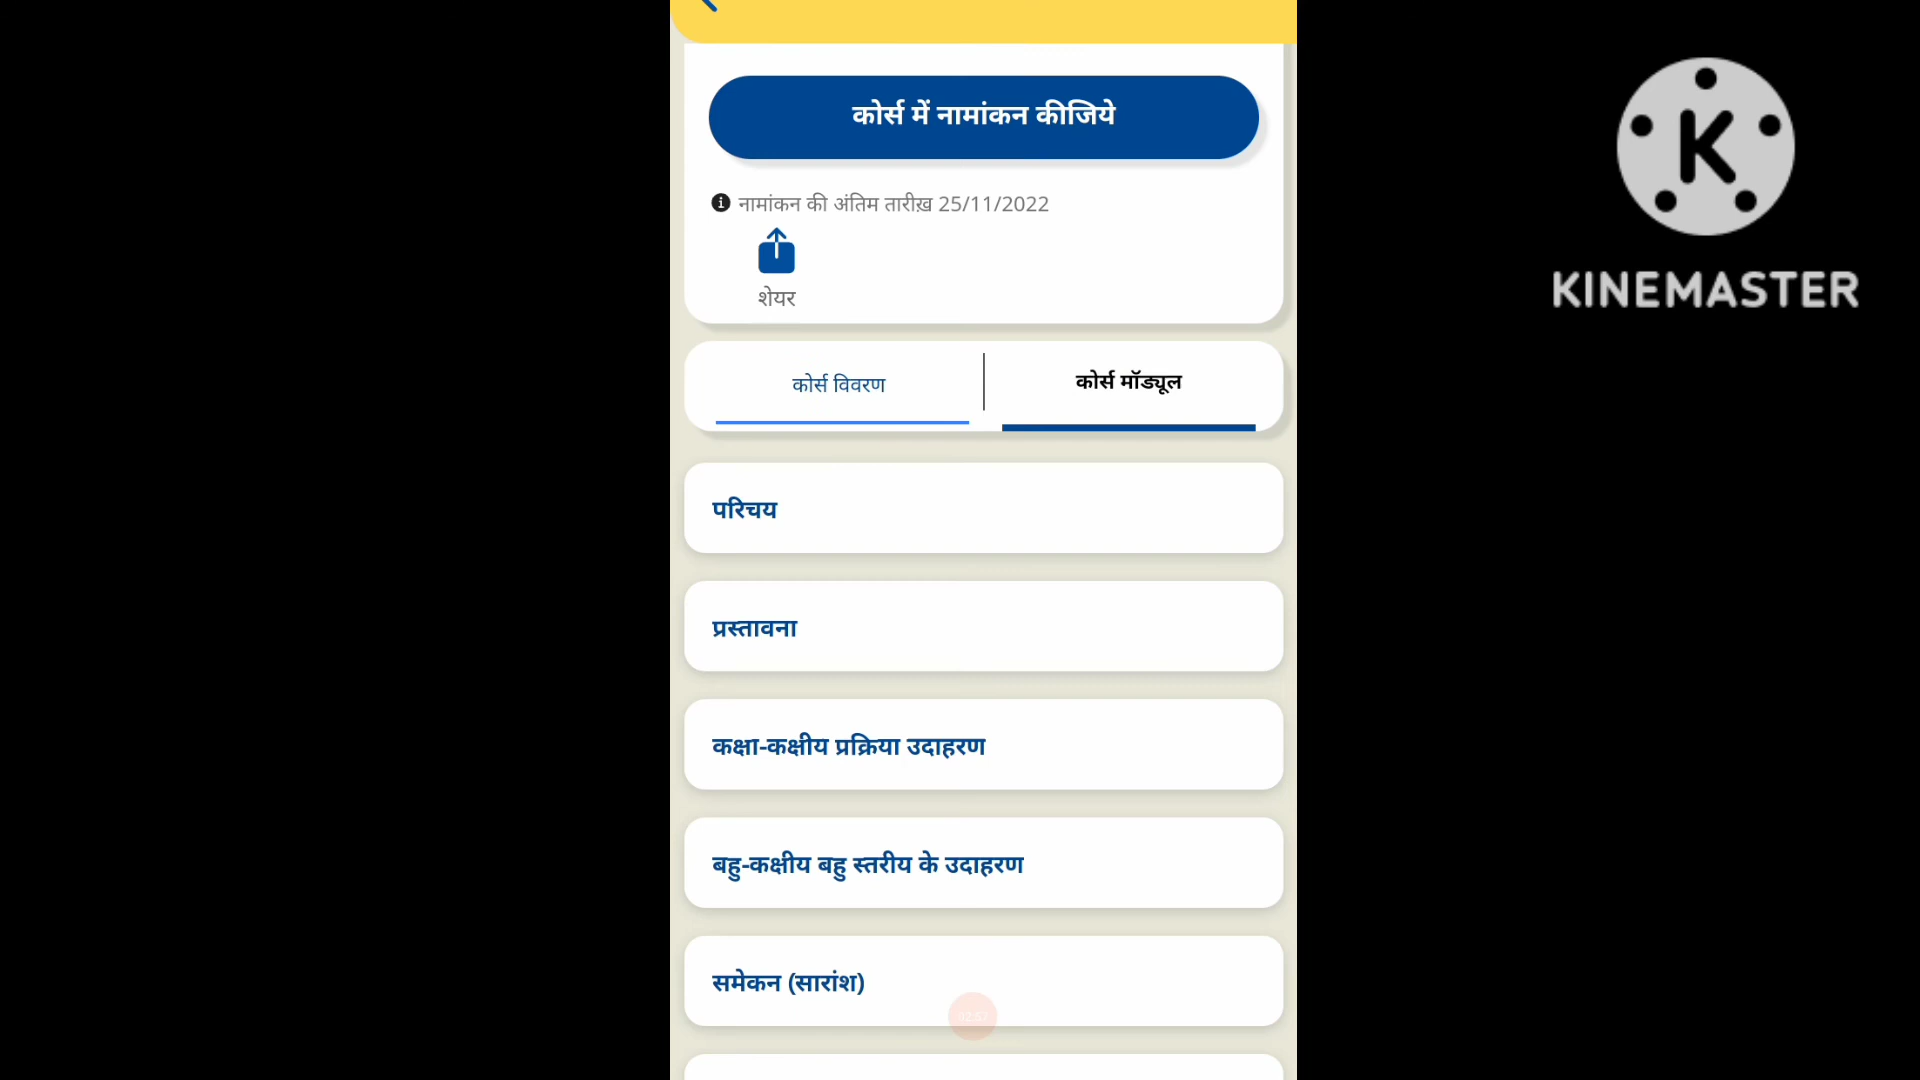 कोर्स में नामांकन कीजिये
नामांकन की अंतिम तारीख़ 25/11/2022
शेयर
कोर्स विवरण
कोर्स मॉड्यूल
परिचय
प्रस्तावना
कक्षा-कक्षीय प्रक्रिया उदाहरण
बहु-कक्षीय बहु स्तरीय के उदाहरण
समेकन (सारांश)
K
KINEMASTER